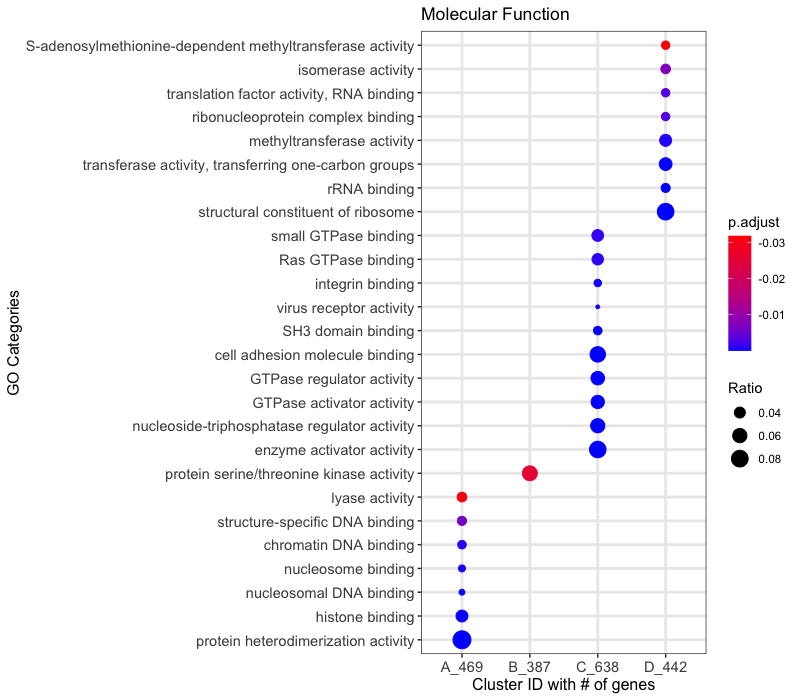 Molecular Function
S-adenosylmethionine-dependent methyltransferase activity
isomerase activity
translation factor activity, RNA binding
ribonucleoprotein complex binding
methyltransferase activity
transferase activity, transferring one-carbon groups
rRNA binding
structural constituent of ribosome
small GTPase binding
Ras GTPase binding
integrin binding
virus receptor activity
SH3 domain binding
cell adhesion molecule binding
GTPase regulator activity
GTPase activator activity
nucleoside-triphosphatase regulator activity
enzyme activator activity
protein serine/threonine kinase activity
lyase activity
structure-specific DNA binding
chromatin DNA binding
nucleosome binding
nucleosomal DNA binding
histone binding
protein heterodimerization activity
GO Categories
A_469 B_387 C_638 D_442
Cluster ID with # of genes
p.adjust
-0.03
-0.02
-0.01
Ratio
0.04
0.06
0.08